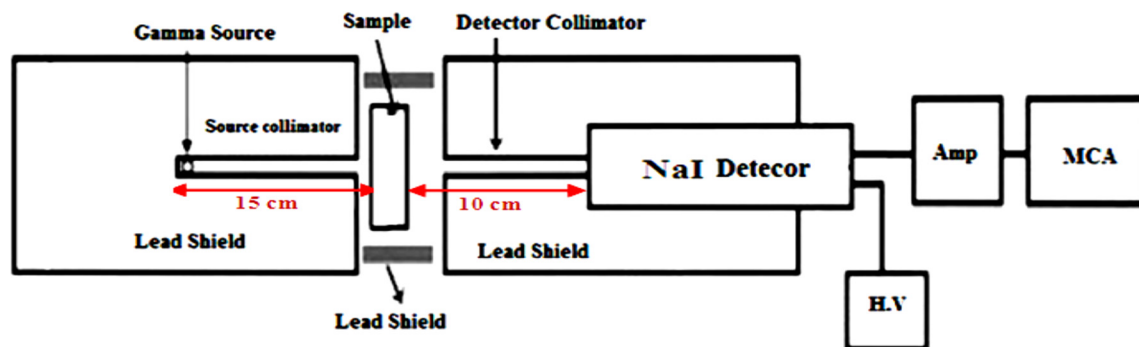 Sample
Detector Collimator
Gamma Source
Source collimator
NaI Detecor
Amp
MCA
15 cm
10 cm
Lead Shield
Lead Shield
H.V
Lead Shield